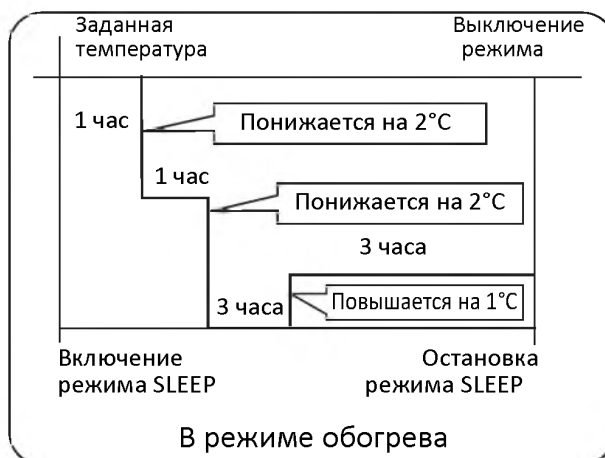 Заданная
температура
Выключение
режима
1 час
Понижается на 2°C
1 час
Понижается на 2°C
3 часа
3 часа
Повышается на 1°C
Включение
режима SLEEP
Остановка
режима SLEEP
В режиме обогрева